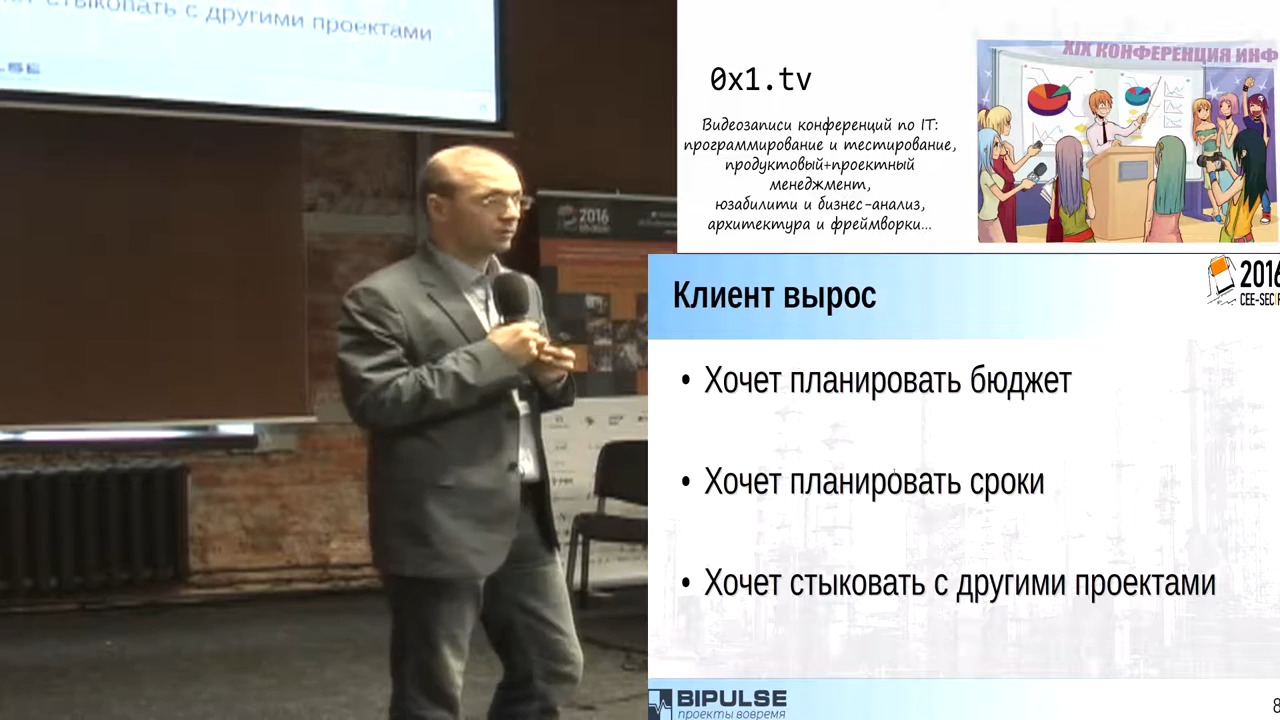 стыковать с другими проектами
0x1.tv
Видеозаписи конференций по IT:
программирование и тестирование,
продуктовый+проектный
менеджмент,
юзабилити и бизнес-анализ,
архитектура и фреймворки...
XIX КОНФЕРЕНЦИЯ ИНФ
2016
Клиент вырос
2016
CEE-SEC
• Хочет планировать бюджет
• Хочет планировать сроки
• Хочет стыковать с другими проектами
BIPULSE
проекты вовремя
8